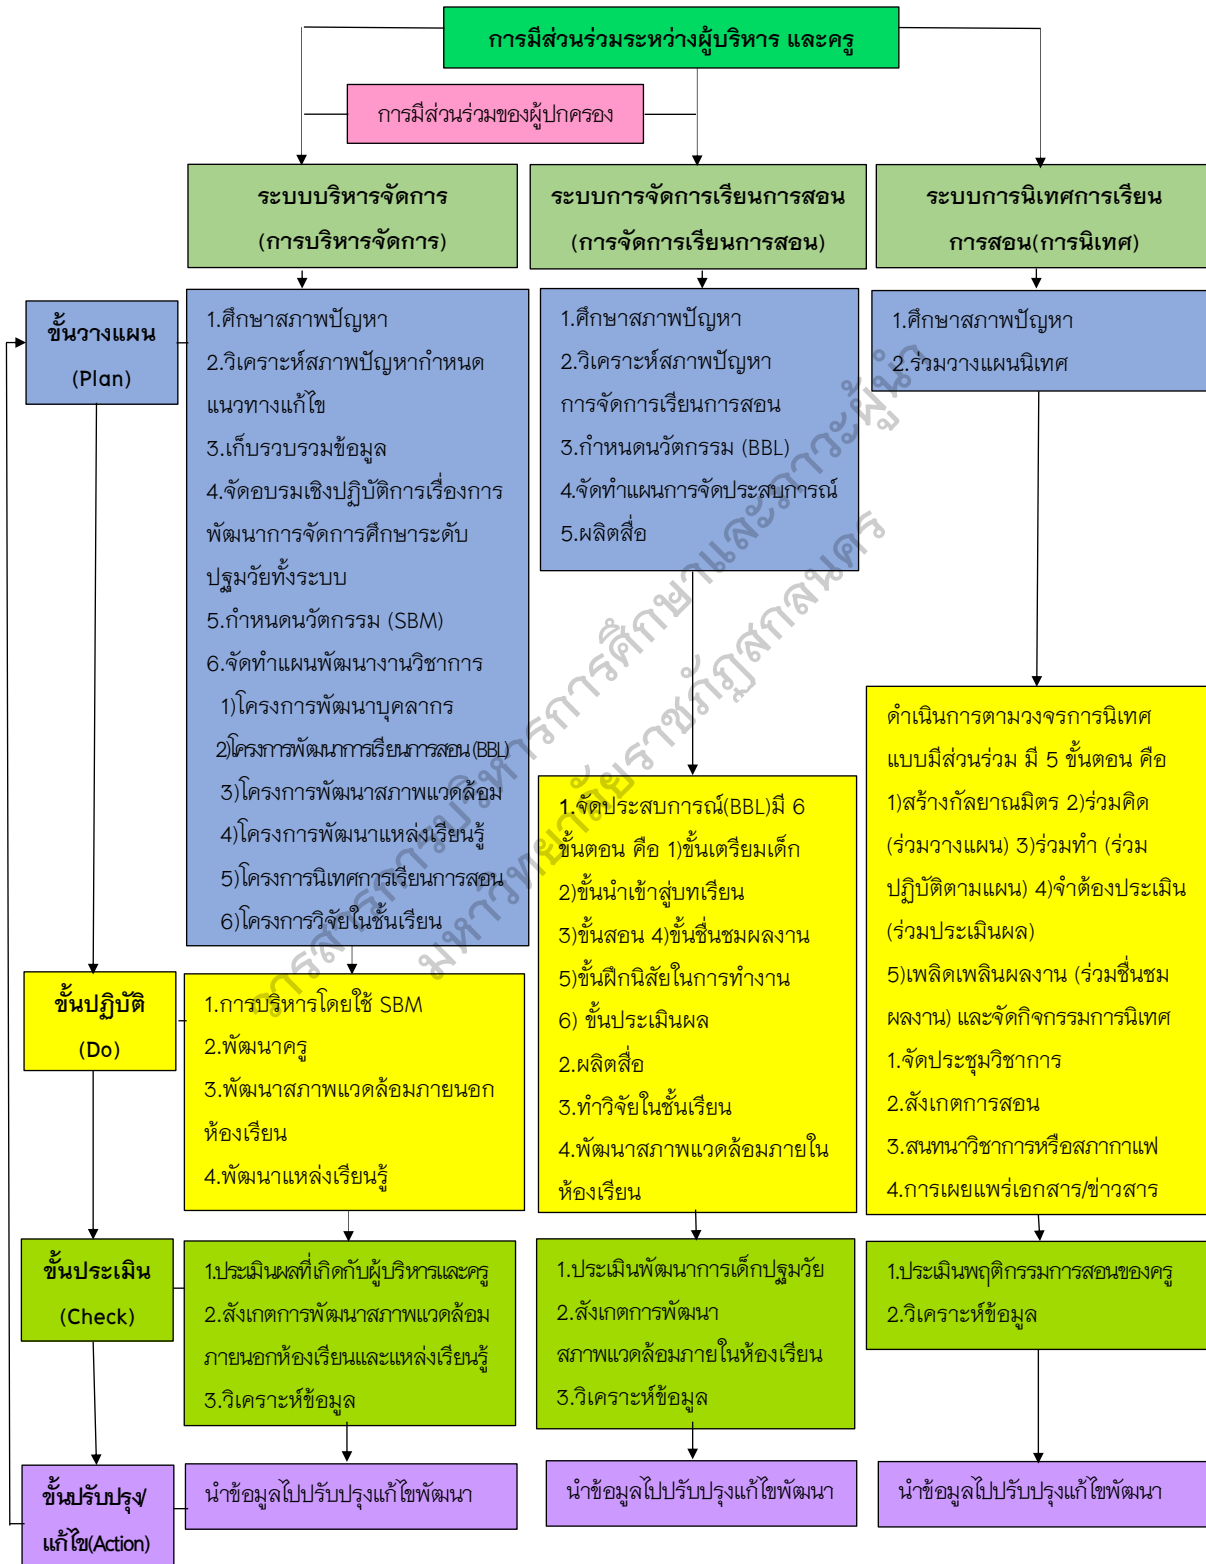 การมีส่วนร่วมระหว่างผู้บริหาร และครู
การมีส่วนร่วมของผู้ปกครอง
ระบบบริหารจัดการ
(การบริหารจัดการ)
ระบบการจัดการเรียนการสอน
(การจัดการเรียนการสอน)
ระบบการนิเทศการเรียน
การสอน(การนิเทศ)
ขั้นวางแผน
(Plan)
1.ศึกษาสภาพปัญหา
2.วิเคราะห์สภาพปัญหากำหนด
แนวทางแก้ไข
3.เก็บรวบรวมข้อมูล
4.จัดอบรมเชิงปฏิบัติการเรื่องการ
พัฒนาการจัดการศึกษาระดับ
ปฐมวัยทั้งระบบ
5.กำหนดนวัตกรรม (SBM)
6.จัดทำแผนพัฒนางานวิชาการ
1)โครงการพัฒนาบุคลากร
2)โครงการพัฒนาการเรียนการสอน (BBL)
3)โครงการพัฒนาสภาพแวดล้อม
4)โครงการพัฒนาแหล่งเรียนรู้
5)โครงการนิเทศการเรียนการสอน
6)โครงการวิจัยในชั้นเรียน
1.ศึกษาสภาพปัญหา
2.วิเคราะห์สภาพปัญหา
การจัดการเรียนการสอน
3.กำหนดนวัตกรรม (BBL)
4.จัดทำแผนการจัดประสบการณ์
5.ผลิตสื่อ
1.ศึกษาสภาพปัญหา
2.ร่วมวางแผนนิเทศ
ขั้นปฏิบัติ
(Do)
1.การบริหารโดยใช้ SBM
2.พัฒนาครู
3.พัฒนาสภาพแวดล้อมภายนอก
ห้องเรียน
4.พัฒนาแหล่งเรียนรู้
1.จัดประสบการณ์(BBL)มี 6
ขั้นตอน คือ 1)ขั้นเตรียมเด็ก
2)ขั้นนำเข้าสู่บทเรียน
3)ขั้นสอน 4)ขั้นชื่นชมผลงาน
5)ขั้นฝึกนิสัยในการทำงาน
6) ขั้นประเมินผล
2.ผลิตสื่อ
3.ทำวิจัยในชั้นเรียน
4.พัฒนาสภาพแวดล้อมภายใน
ห้องเรียน
ดำเนินการตามวงจรการนิเทศ
แบบมีส่วนร่วม มี 5 ขั้นตอน คือ
1)สร้างกัลยาณมิตร 2)ร่วมคิด
(ร่วมวางแผน) 3)ร่วมทำ (ร่วม
ปฏิบัติตามแผน) 4)จำต้องประเมิน
(ร่วมประเมินผล)
5)เพลิดเพลินผลงาน (ร่วมชื่นชม
ผลงาน) และจัดกิจกรรมการนิเทศ
1.จัดประชุมวิชาการ
2.สังเกตการสอน
3.สนทนาวิชาการหรือสภากาแฟ
4.การเผยแพร่เอกสาร/ข่าวสาร
ขั้นประเมิน
(Check)
1.ประเมินผลที่เกิดกับผู้บริหารและครู
2.สังเกตการพัฒนาสภาพแวดล้อม
ภายนอกห้องเรียนและแหล่งเรียนรู้
3.วิเคราะห์ข้อมูล
1.ประเมินพัฒนาการเด็กปฐมวัย
2.สังเกตการพัฒนา
สภาพแวดล้อมภายในห้องเรียน
3.วิเคราะห์ข้อมูล
1.ประเมินพฤติกรรมการสอนของครู
2.วิเคราะห์ข้อมูล
ขั้นปรับปรุง/
แก้ไข(Action)
นำข้อมูลไปปรับปรุงแก้ไขพัฒนา
นำข้อมูลไปปรับปรุงแก้ไขพัฒนา
นำข้อมูลไปปรับปรุงแก้ไขพัฒนา
วารสารการบริหารการศึกษาและภาวะผู้นำ
มหาวิทยาลัยราชภัฏสกลนคร